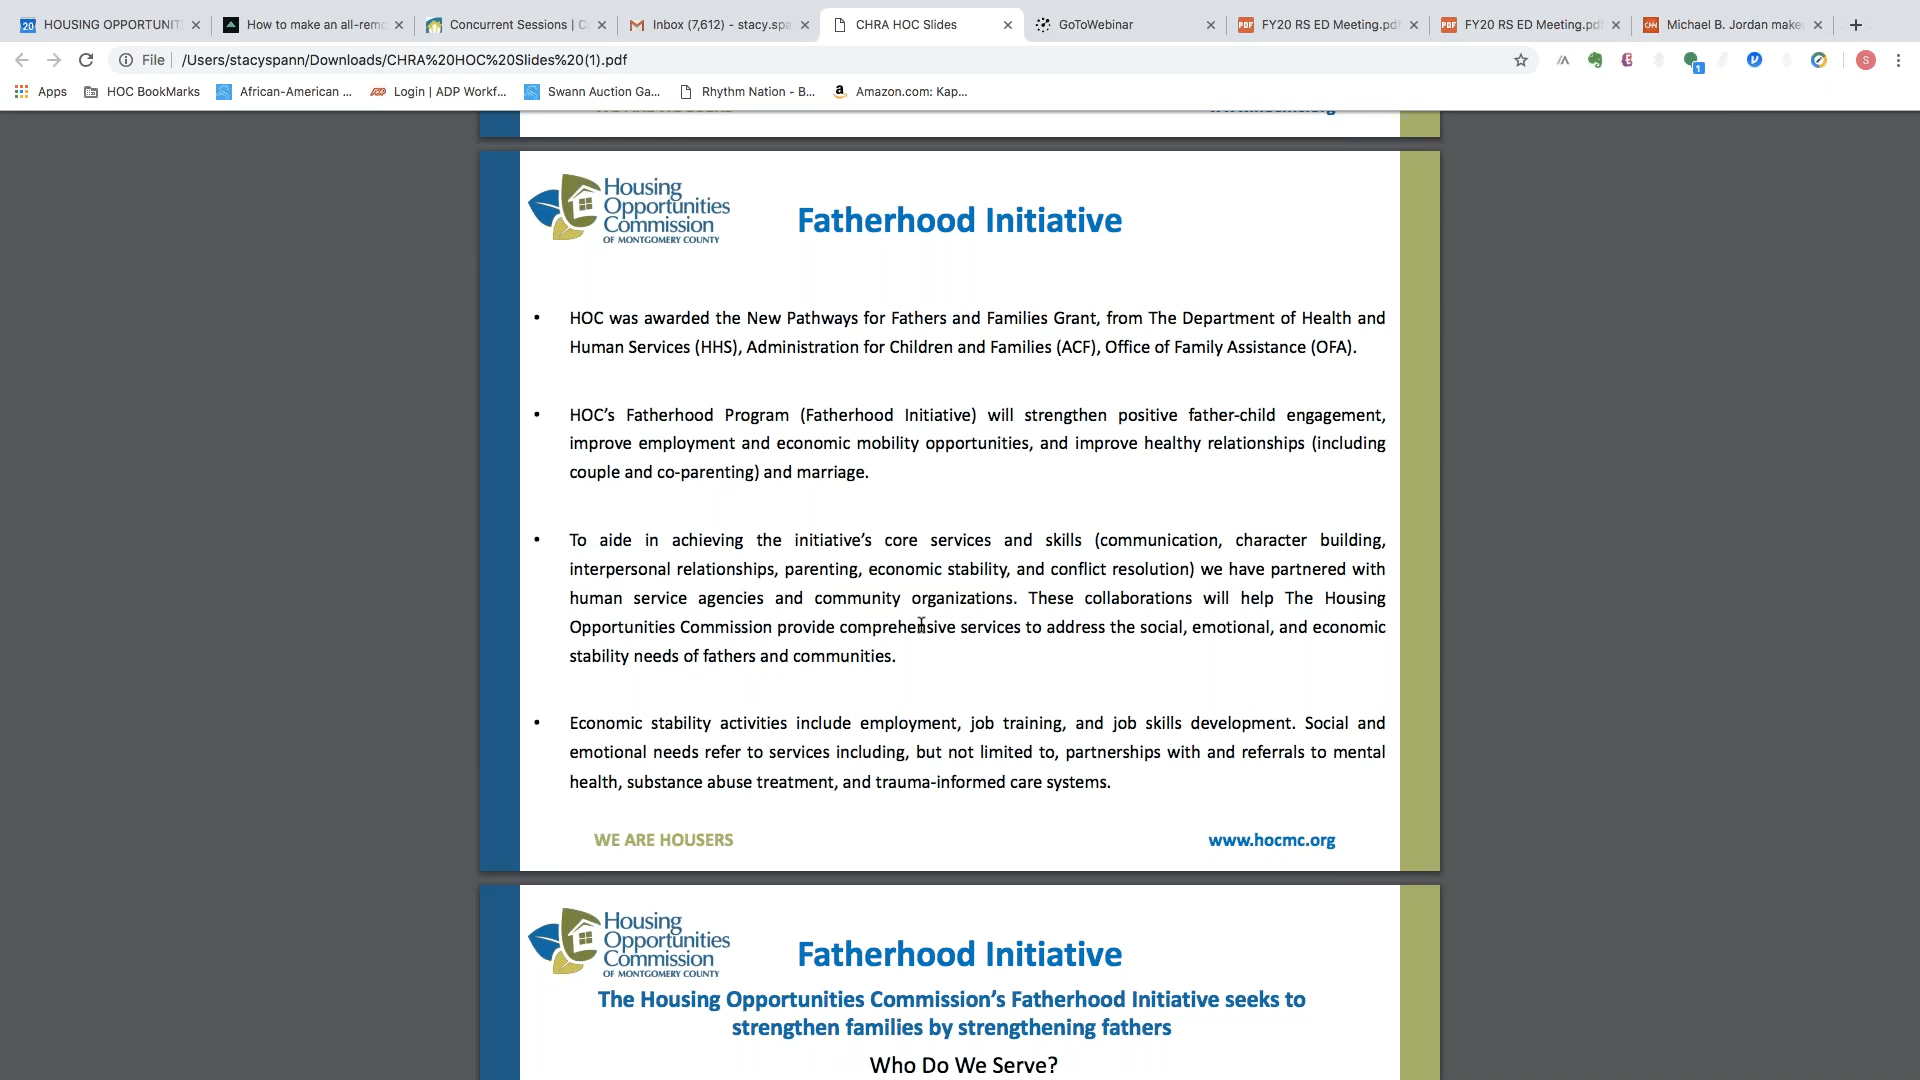 HOUSING OPPORTUNIT
How to make an all-remo
Concurrent Sessions | C
Inbox (7,612) - stacy.spa
CHRA HOC Slides
GoToWebinar
FY20 RS ED Meeting.pdf
FY20 RS ED Meeting.pdf
Michael B. Jordan make
File
/Users/stacyspann/Downloads/CHRA%20HOC%20Slides%20(1).pdf
Apps
HOC BookMarks
African-American ...
Login | ADP Workf...
Swann Auction Ga...
Rhythm Nation - B...
Amazon.com: Kap...
Housing
Opportunities
Commission
OF MONTGOMERY COUNTY
Fatherhood Initiative
• HOC was awarded the New Pathways for Fathers and Families Grant, from The Department of Health and
Human Services (HHS), Administration for Children and Families (ACF), Office of Family Assistance (OFA).
• HOC’s Fatherhood Program (Fatherhood Initiative) will strengthen positive father-child engagement,
improve employment and economic mobility opportunities, and improve healthy relationships (including
couple and co-parenting) and marriage.
• To aide in achieving the initiative’s core services and skills (communication, character building,
interpersonal relationships, parenting, economic stability, and conflict resolution) we have partnered with
human service agencies and community organizations. These collaborations will help The Housing
Opportunities Commission provide comprehensive services to address the social, emotional, and economic
stability needs of fathers and communities.
• Economic stability activities include employment, job training, and job skills development. Social and
emotional needs refer to services including, but not limited to, partnerships with and referrals to mental
health, substance abuse treatment, and trauma-informed care systems.
WE ARE HOUSERS
www.hocmc.org
Housing
Opportunities
Commission
OF MONTGOMERY COUNTY
Fatherhood Initiative
The Housing Opportunities Commission’s Fatherhood Initiative seeks to
strengthen families by strengthening fathers
Who Do We Serve?